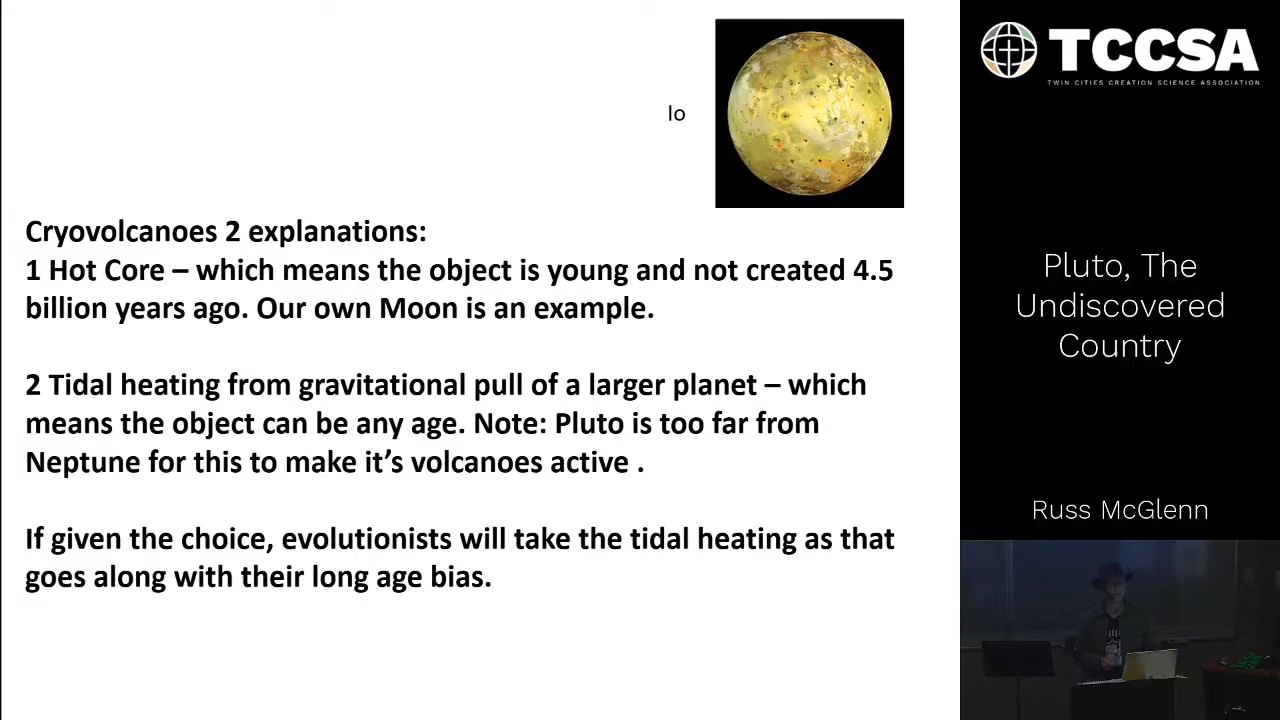 Io
Cryovolcanoes 2 explanations:
1 Hot Core – which means the object is young and not created 4.5
billion years ago. Our own Moon is an example.
2 Tidal heating from gravitational pull of a larger planet – which
means the object can be any age. Note: Pluto is too far from
Neptune for this to make it’s volcanoes active .
If given the choice, evolutionists will take the tidal heating as that
goes along with their long age bias.
TCCSA
TWIN CITIES CREATION SCIENCE ASSOCIATION
Pluto, The
Undiscovered
Country
Russ McGlenn